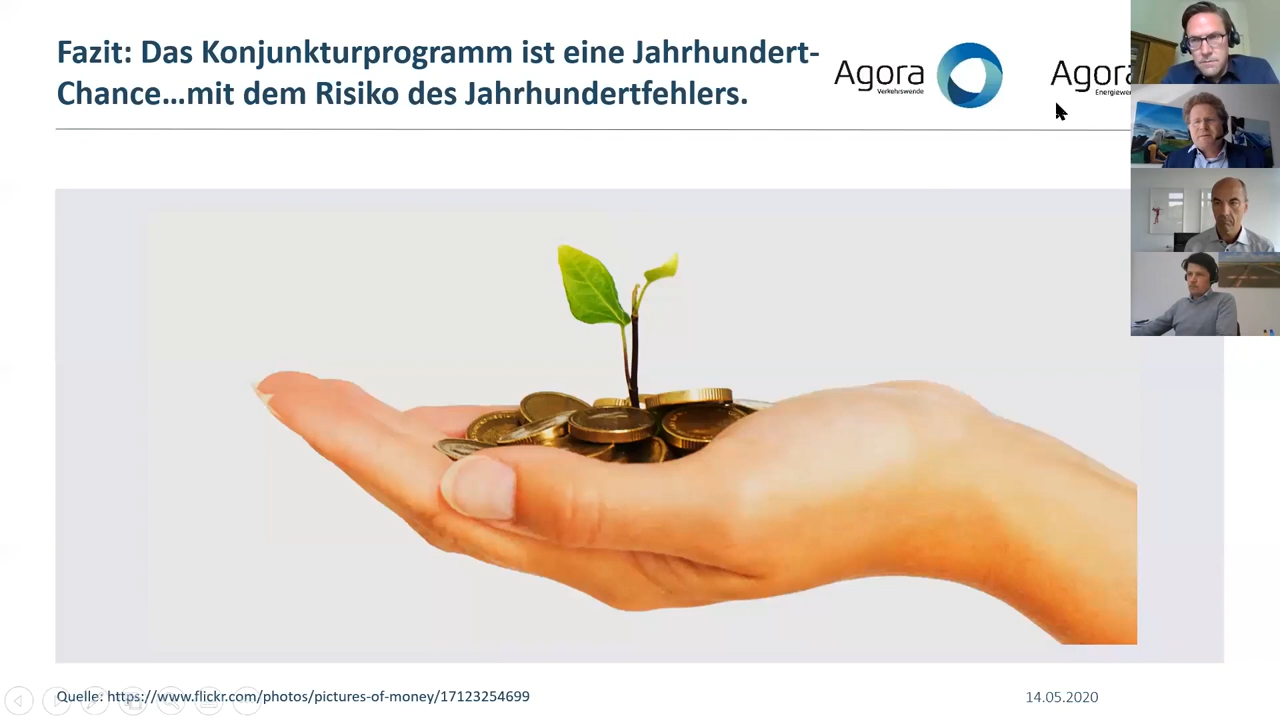 Fazit: Das Konjunkturprogramm ist eine Jahrhundert-
Chance...mit dem Risiko des Jahrhundertfehlers.
Agora
Verkehrswende
Agora
Quelle: https://www.flickr.com/photos/pictures-of-money/17123254699
14.05.2020